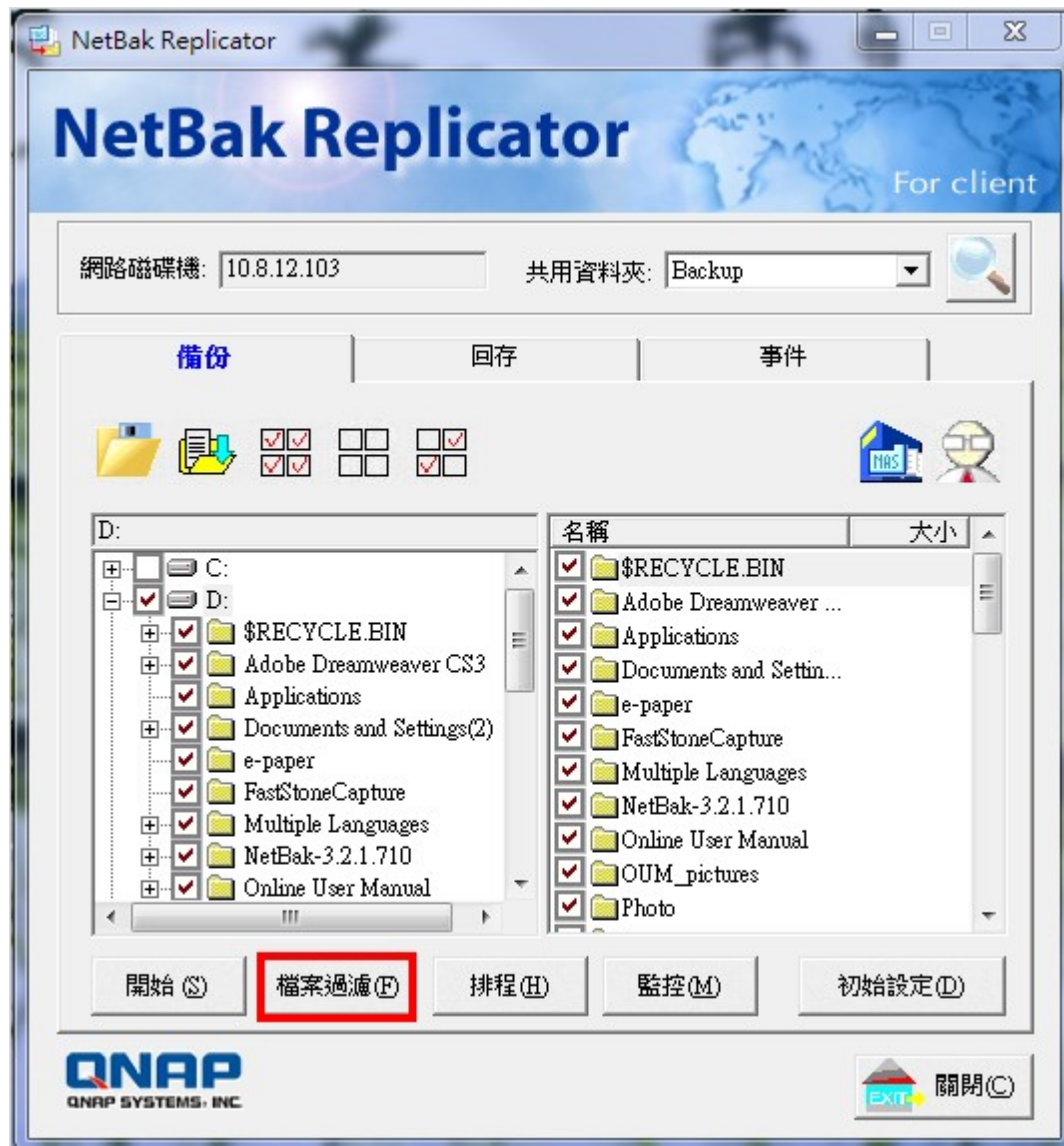 NetBak Replicator
NetBak Replicator
For client
網路磁碟機: 10.8.12.103 共用資料夾: Backup
備份 回存 事件
NAS
D:
C:
D:
$RECYCLE.BIN
Adobe Dreamweaver CS3
Applications
Documents and Settings(2)
e-paper
FastStoneCapture
Multiple Languages
NetBak-3.2.1.710
Online User Manual
名稱 大小
$RECYCLE.BIN
Adobe Dreamweaver ...
Applications
Documents and Settin...
e-paper
FastStoneCapture
Multiple Languages
NetBak-3.2.1.710
Online User Manual
OUM_pictures
Photo
開始 (S) 檔案過濾(F) 排程(H) 監控(M) 初始設定(D)
QNAP
QNAP SYSTEMS, INC.
EXIT 關閉(C)